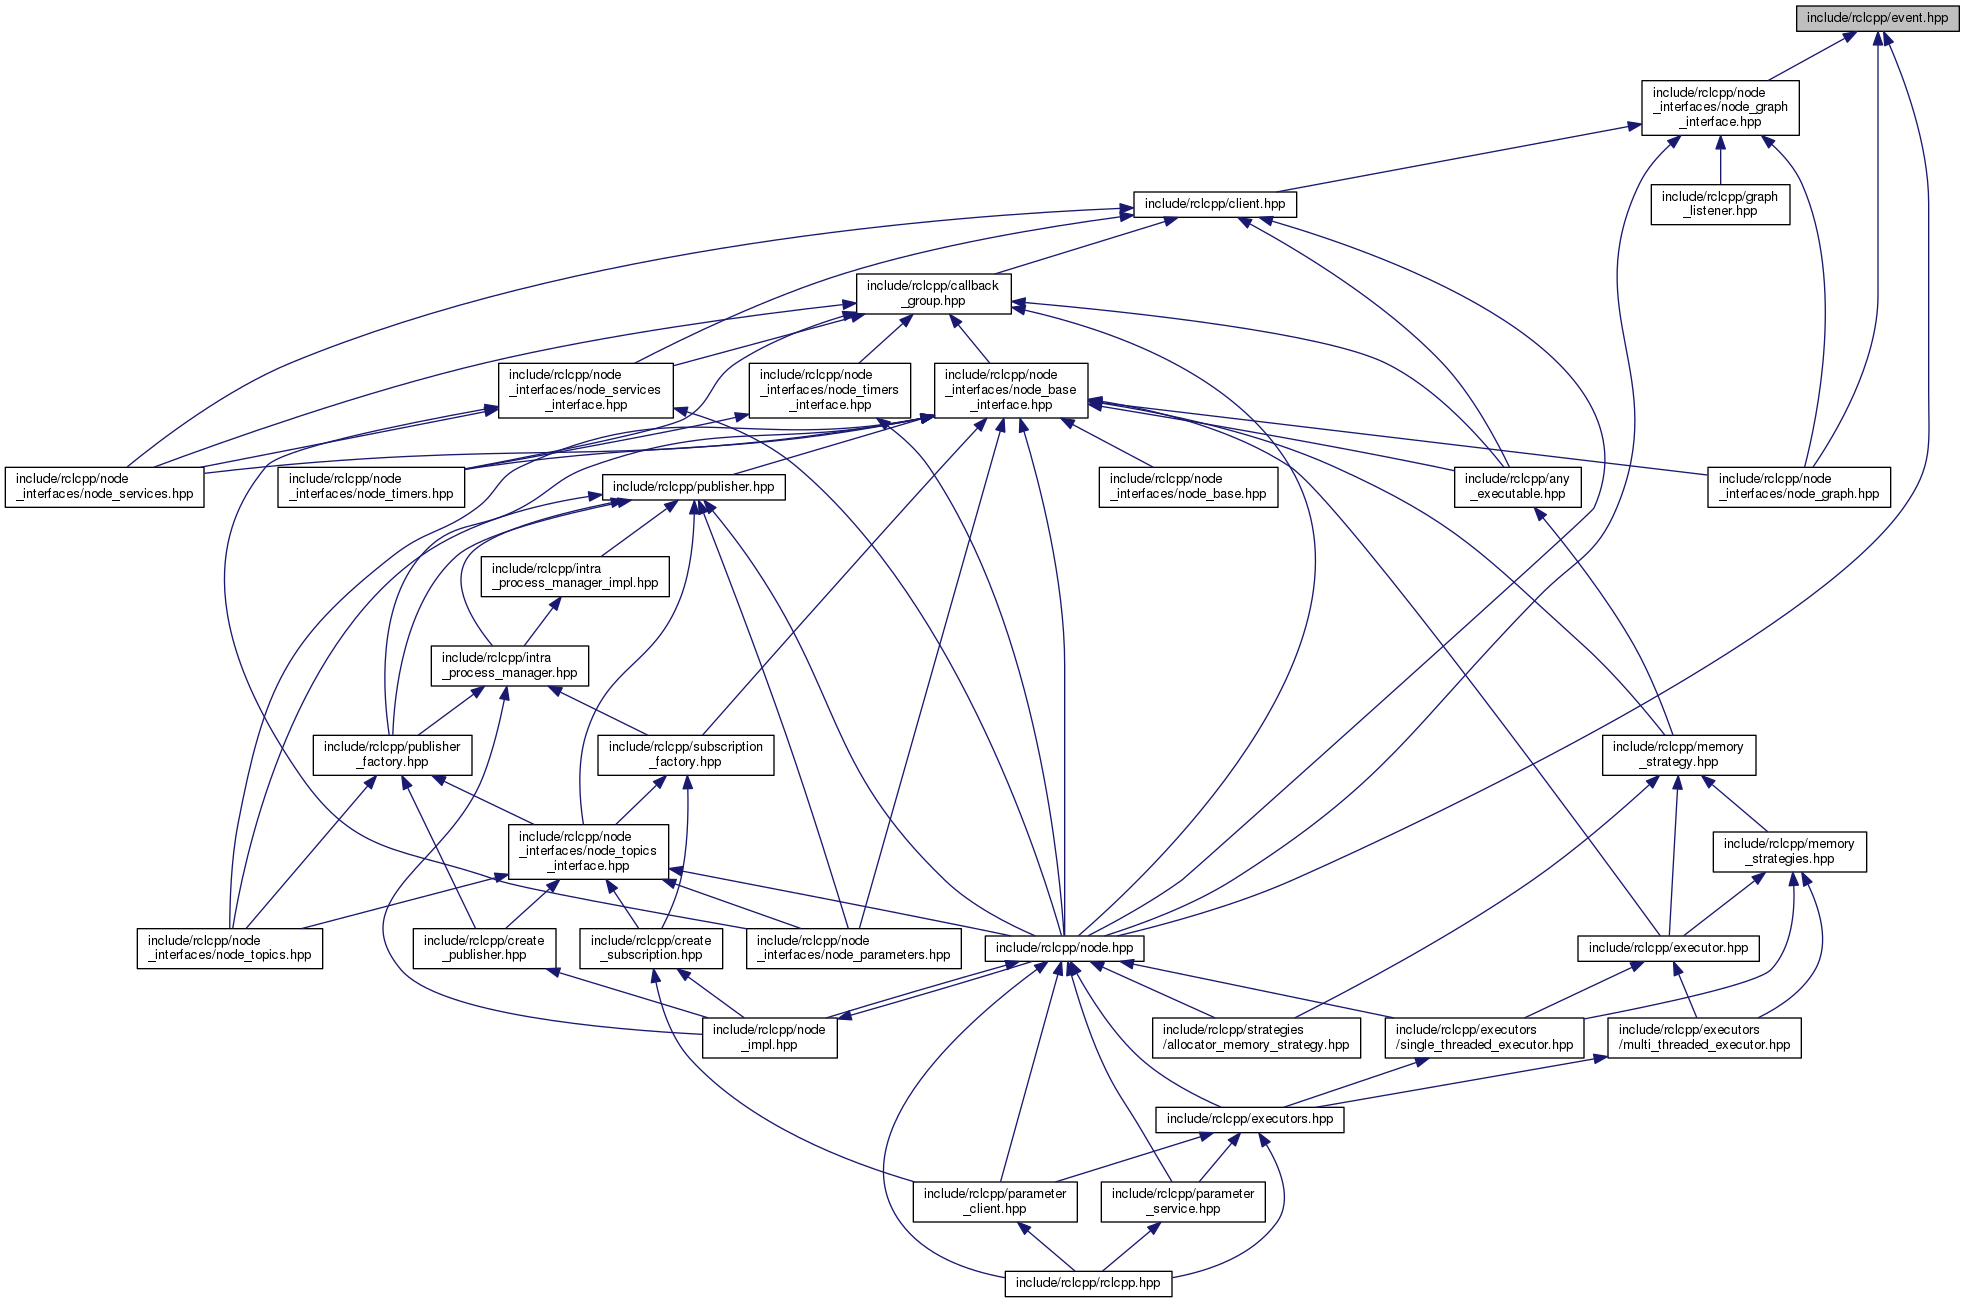 include/rclcpp/event.hpp
include/rclcpp/node
_interfaces/node_graph
_interface.hpp
include/rclcpp/client.hpp
include/rclcpp/graph
_listener.hpp
include/rclcpp/callback
_group.hpp
include/rclcpp/node
_interfaces/node_services
_interface.hpp
include/rclcpp/node
_interfaces/node_timers
_interface.hpp
include/rclcpp/node
_interfaces/node_base
_interface.hpp
include/rclcpp/node
_interfaces/node_services.hpp
include/rclcpp/node
_interfaces/node_timers.hpp
include/rclcpp/publisher.hpp
include/rclcpp/node
_interfaces/node_base.hpp
include/rclcpp/any
_executable.hpp
include/rclcpp/node
_interfaces/node_graph.hpp
include/rclcpp/intra
_process_manager_impl.hpp
include/rclcpp/intra
_process_manager.hpp
include/rclcpp/publisher
_factory.hpp
include/rclcpp/subscription
_factory.hpp
include/rclcpp/memory
_strategy.hpp
include/rclcpp/node
_interfaces/node_topics
_interface.hpp
include/rclcpp/memory
_strategies.hpp
include/rclcpp/node
_interfaces/node_topics.hpp
include/rclcpp/create
_publisher.hpp
include/rclcpp/create
_subscription.hpp
include/rclcpp/node
_interfaces/node_parameters.hpp
include/rclcpp/node.hpp
include/rclcpp/executor.hpp
include/rclcpp/node
_impl.hpp
include/rclcpp/strategies
/allocator_memory_strategy.hpp
include/rclcpp/executors
/single_threaded_executor.hpp
include/rclcpp/executors
/multi_threaded_executor.hpp
include/rclcpp/executors.hpp
include/rclcpp/parameter
_client.hpp
include/rclcpp/parameter
_service.hpp
include/rclcpp/rclcpp.hpp